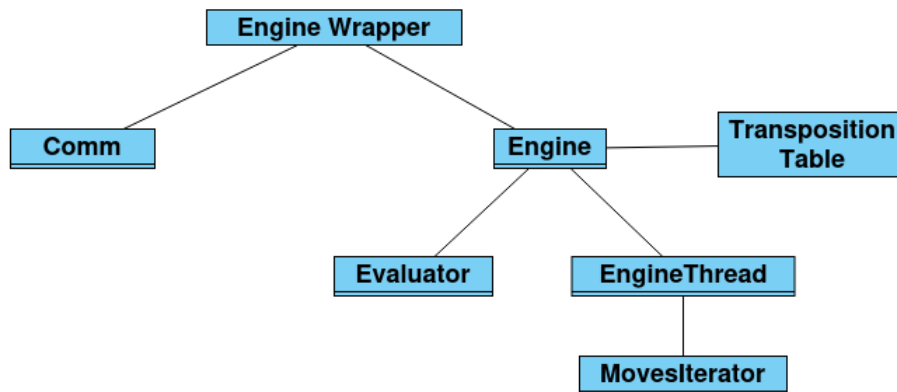 Engine Wrapper
Comm
Engine
Transposition
Table
Evaluator
EngineThread
MovesIterator